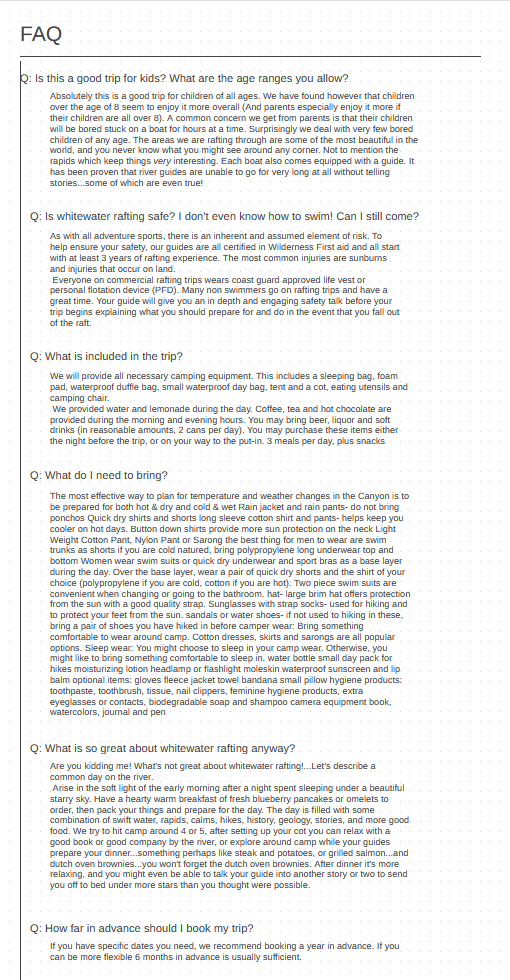 FAQ
Q: Is this a good trip for kids? What are the age ranges you allow?
Absolutely this is a good trip for children of all ages. We have found however that children
over the age of 8 seem to enjoy it more overall (And parents especially enjoy it more if
their children are all over 8). A common concern we get from parents is that their children
will be bored stuck on a boat for hours at a time. Surprisingly we deal with very few bored
children of any age. The areas we are rafting through are some of the most beautiful in the
world, and you never know what you might see around any corner. Not to mention the
rapids which keep things very interesting. Each boat also comes equipped with a guide. It
has been proven that river guides are unable to go for very long at all without telling
stories...some of which are even true!
Q: Is whitewater rafting safe? I don't even know how to swim! Can I still come?
As with all adventure sports, there is an inherent and assumed element of risk. To
help ensure your safety, our guides are all certified in Wilderness First aid and all start
with at least 3 years of rafting experience. The most common injuries are sunburns
and injuries that occur on land.
Everyone on commercial rafting trips wears coast guard approved life vest or
personal flotation device (PFD). Many non swimmers go on rafting trips and have a
great time. Your guide will give you an in depth and engaging safety talk before your
trip begins explaining what you should prepare for and do in the event that you fall out
of the raft.
Q: What is included in the trip?
We will provide all necessary camping equipment. This includes a sleeping bag, foam
pad, waterproof duffle bag, small waterproof day bag, tent and a cot, eating utensils and
camping chair.
We provided water and lemonade during the day. Coffee, tea and hot chocolate are
provided during the morning and evening hours. You may bring beer, liquor and soft
drinks (in reasonable amounts, 2 cans per day). You may purchase these items either
the night before the trip, or on your way to the put-in. 3 meals per day, plus snacks
Q: What do I need to bring?
The most effective way to plan for temperature and weather changes in the Canyon is to
be prepared for both hot & dry and cold & wet Rain jacket and rain pants- do not bring
ponchos Quick dry shirts and shorts long sleeve cotton shirt and pants- helps keep you
cooler on hot days. Button down shirts provide more sun protection on the neck Light
Weight Cotton Pant, Nylon Pant or Sarong the best thing for men to wear are swim
trunks as shorts if you are cold natured, bring polypropylene long underwear top and
bottom Women wear swim suits or quick dry underwear and sport bras as a base layer
during the day. Over the base layer, wear a pair of quick dry shorts and the shirt of your
choice (polypropylene if you are cold, cotton if you are hot). Two piece swim suits are
convenient when changing or going to the bathroom. hat- large brim hat offers protection
from the sun with a good quality strap. Sunglasses with strap socks- used for hiking and
to protect your feet from the sun. sandals or water shoes- if not used to hiking in these,
bring a pair of shoes you have hiked in before camper wear: Bring something
comfortable to wear around camp. Cotton dresses, skirts and sarongs are all popular
options. Sleep wear: You might choose to sleep in your camp wear. Otherwise, you
might like to bring something comfortable to sleep in. water bottle small day pack for
hikes moisturizing lotion headlamp or flashlight moleskin waterproof sunscreen and lip
balm optional items: gloves fleece jacket towel bandana small pillow hygiene products:
toothpaste, toothbrush, tissue, nail clippers, feminine hygiene products, extra
eyeglasses or contacts, biodegradable soap and shampoo camera equipment book,
watercolors, journal and pen
Q: What is so great about whitewater rafting anyway?
Are you kidding me! What's not great about whitewater rafting!...Let's describe a
common day on the river.
Arise in the soft light of the early morning after a night spent sleeping under a beautiful
starry sky. Have a hearty warm breakfast of fresh blueberry pancakes or omelets to
order, then pack your things and prepare for the day. The day is filled with some
combination of swift water, rapids, calms, hikes, history, geology, stories, and more good
food. We try to hit camp around 4 or 5, after setting up your cot you can relax with a
good book or good company by the river, or explore around camp while your guides
prepare your dinner...something perhaps like steak and potatoes, or grilled salmon...and
dutch oven brownies...you won't forget the dutch oven brownies. After dinner it's more
relaxing, and you might even be able to talk your guide into another story or two to send
you off to bed under more stars than you thought were possible.
Q: How far in advance should I book my trip?
If you have specific dates you need, we recommend booking a year in advance. If you
can be more flexible 6 months in advance is usually sufficient.